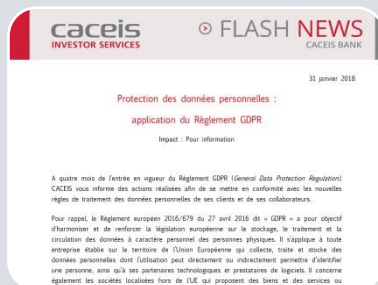 caceis
INVESTOR SERVICES
FLASH NEWS
CACEIS BANK
31 janvier 2018
Protection des données personnelles :
application du Règlement GDPR
Impact : Pour information
A quatre mois de l'entrée en vigueur du Règlement GDPR (General Data Protection Regulation)
CACEIS vous informe des actions réalisées afin de se mettre en conformité avec les nouvelles
règles de traitement des données personnelles de ses clients et de ses collaborateurs.
Pour rappel, le Règlement européen 2016/679 du 27 avril 2016 dit « GDPR » a pour objectif
d'harmoniser et de renforcer la législation européenne sur le stockage, le traitement et la
circulation des données à caractère personnel des personnes physiques. Il s'applique à toute
entreprise établie sur le territoire de l'Union Européenne qui collecte, traite et stocke des
données personnelles dont l'utilisation peut directement ou indirectement permettre d'identifier
une personne, ainsi qu'à ses partenaires technologiques et prestataires de logiciels. Il concerne
également les sociétés localisées hors de l'UE qui proposent des biens et des services ou